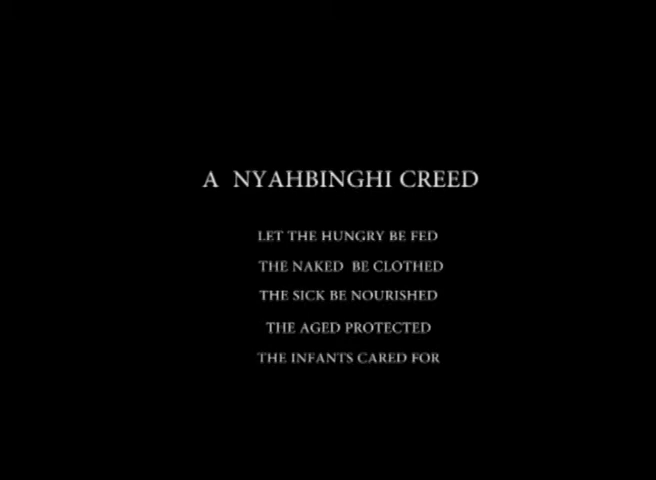 A NYAHBINGHI CREED
LET THE HUNGRY BE FED
THE NAKED BE CLOTHED
THE SICK BE NOURISHED
THE AGED PROTECTED
THE INFANTS CARED FOR